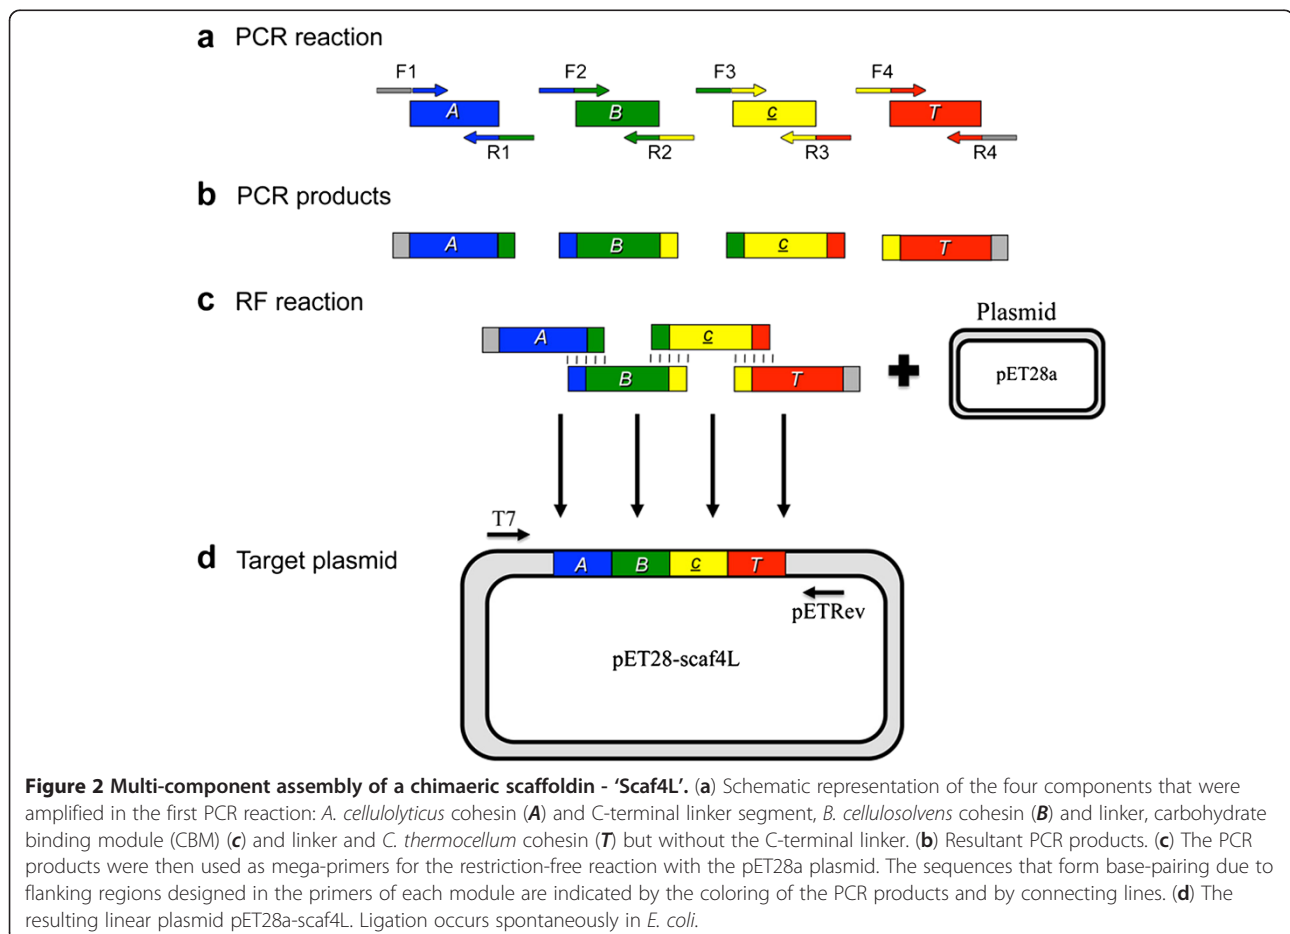 a PCR reaction
F1 F2 F3 F4
A B c T
R1 R2 R3 R4
b PCR products
A B c T
c RF reaction
Plasmid
A c
B T
pET28a
T7
d Target plasmid
A B c T
pETRev
pET28-scaf4L
Figure 2 Multi-component assembly of a chimaeric scaffoldin - ‘Scaf4L’. (a) Schematic representation of the four components that were
amplified in the first PCR reaction: A. cellulolyticus cohesin (A) and C-terminal linker segment, B. cellulosolvens cohesin (B) and linker, carbohydrate
binding module (CBM) (c) and linker and C. thermocellum cohesin (T) but without the C-terminal linker. (b) Resultant PCR products. (c) The PCR
products were then used as mega-primers for the restriction-free reaction with the pET28a plasmid. The sequences that form base-pairing due to
flanking regions designed in the primers of each module are indicated by the coloring of the PCR products and by connecting lines. (d) The
resulting linear plasmid pET28a-scaf4L. Ligation occurs spontaneously in E. coli.